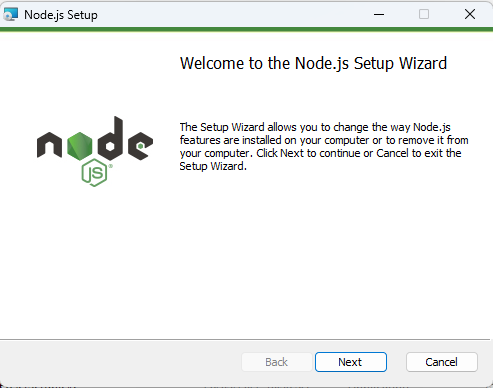 Node.js Setup
Welcome to the Node.js Setup Wizard
node
JS
The Setup Wizard allows you to change the way Node.js
features are installed on your computer or to remove it from
your computer. Click Next to continue or Cancel to exit the
Setup Wizard.
Back Next Cancel